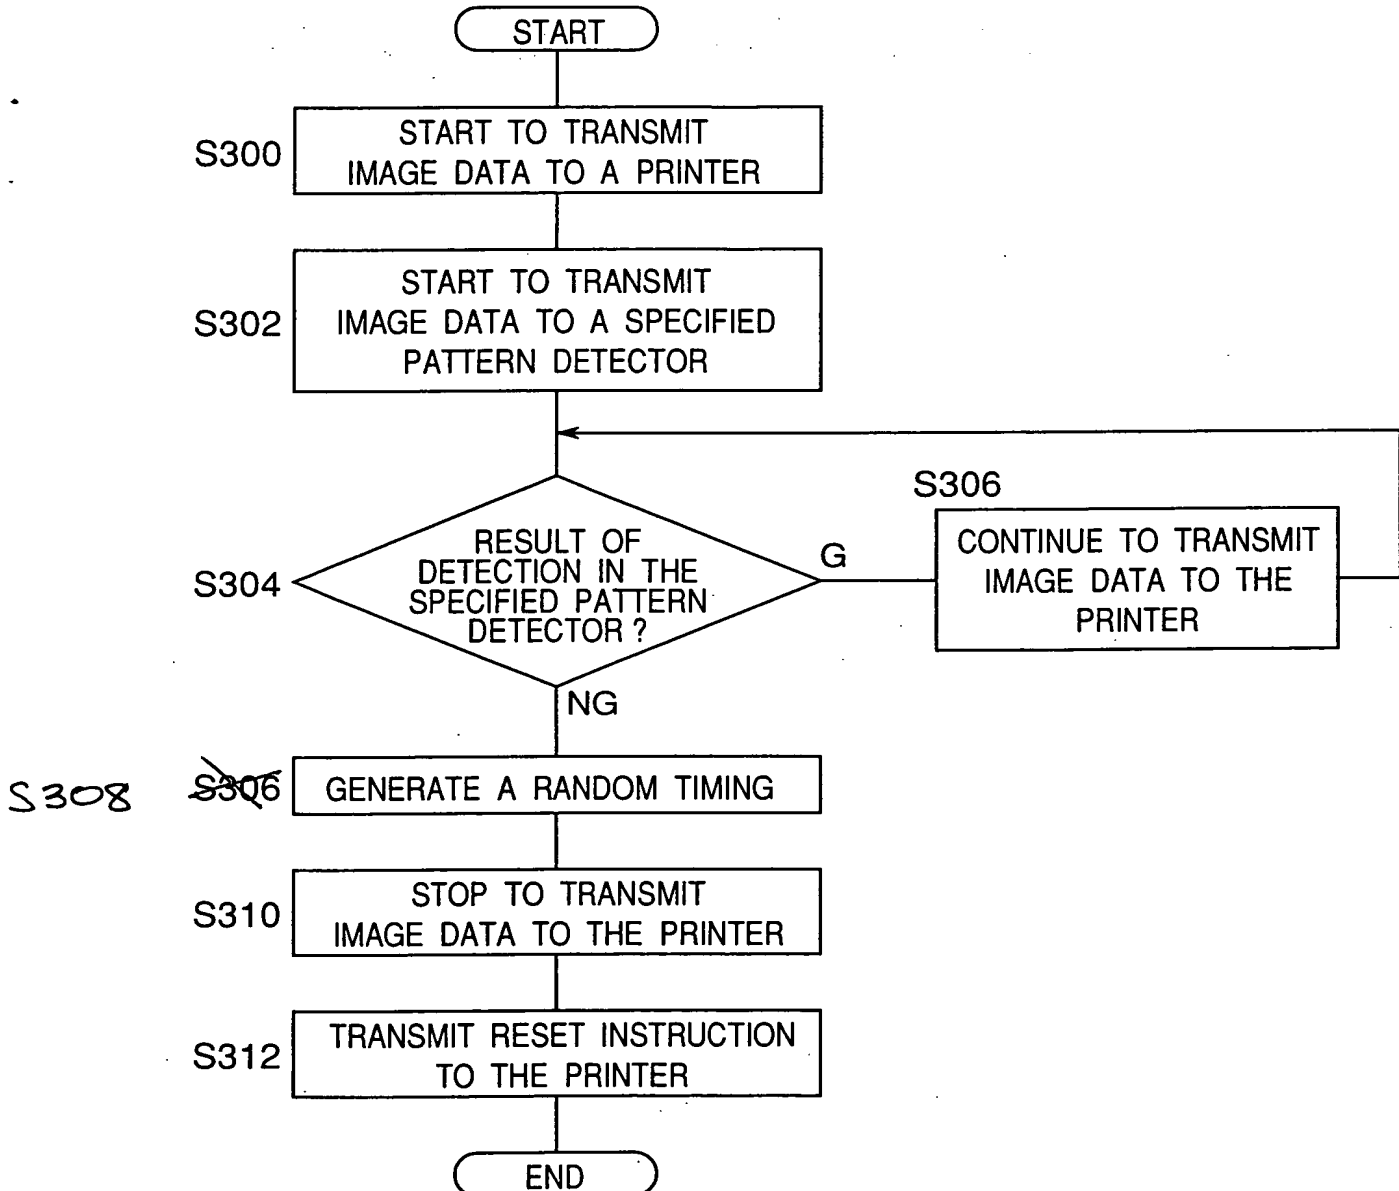 START
S300
START TO TRANSMIT
IMAGE DATA TO A PRINTER
S302
START TO TRANSMIT
IMAGE DATA TO A SPECIFIED
PATTERN DETECTOR
S304
RESULT OF
DETECTION IN THE
SPECIFIED PATTERN
DETECTOR ?
G
S306
CONTINUE TO TRANSMIT
IMAGE DATA TO THE
PRINTER
NG
S308
S306
GENERATE A RANDOM TIMING
S310
STOP TO TRANSMIT
IMAGE DATA TO THE PRINTER
S312
TRANSMIT RESET INSTRUCTION
TO THE PRINTER
END